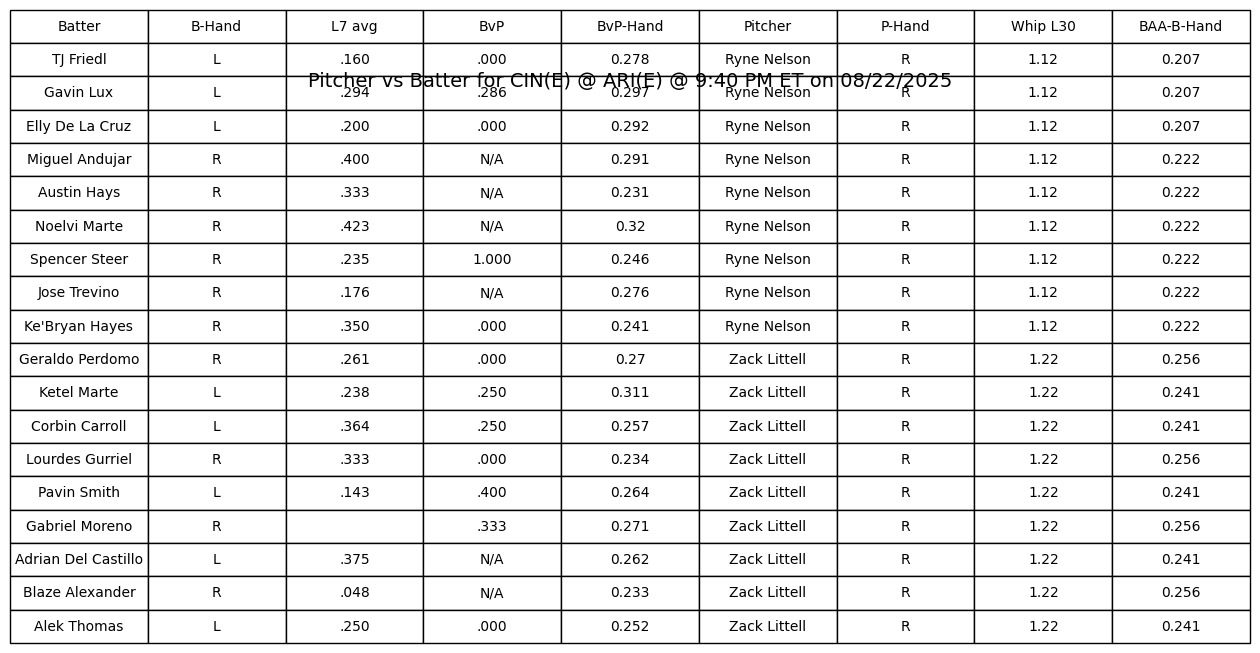 Batter B-Hand L7 avg BvP BvP-Hand Pitcher P-Hand Whip L30 BAA-B-Hand
TJ Friedl L .160 .000 0.278 Ryne Nelson R 1.12 0.207
Pitcher vs Batter for CIN(E) @ ARI(E) @ 9:40 PM ET on 08/22/2025
Gavin Lux L .294 .286 0.297 Ryne Nelson R 1.12 0.207
Elly De La Cruz L .200 .000 0.292 Ryne Nelson R 1.12 0.207
Miguel Andujar R .400 N/A 0.291 Ryne Nelson R 1.12 0.222
Austin Hays R .333 N/A 0.231 Ryne Nelson R 1.12 0.222
Noelvi Marte R .423 N/A 0.32 Ryne Nelson R 1.12 0.222
Spencer Steer R .235 1.000 0.246 Ryne Nelson R 1.12 0.222
Jose Trevino R .176 N/A 0.276 Ryne Nelson R 1.12 0.222
Ke'Bryan Hayes R .350 .000 0.241 Ryne Nelson R 1.12 0.222
Geraldo Perdomo R .261 .000 0.27 Zack Littell R 1.22 0.256
Ketel Marte L .238 .250 0.311 Zack Littell R 1.22 0.241
Corbin Carroll L .364 .250 0.257 Zack Littell R 1.22 0.241
Lourdes Gurriel R .333 .000 0.234 Zack Littell R 1.22 0.256
Pavin Smith L .143 .400 0.264 Zack Littell R 1.22 0.241
Gabriel Moreno R .333 0.271 Zack Littell R 1.22 0.256
Adrian Del Castillo L .375 N/A 0.262 Zack Littell R 1.22 0.241
Blaze Alexander R .048 N/A 0.233 Zack Littell R 1.22 0.256
Alek Thomas L .250 .000 0.252 Zack Littell R 1.22 0.241